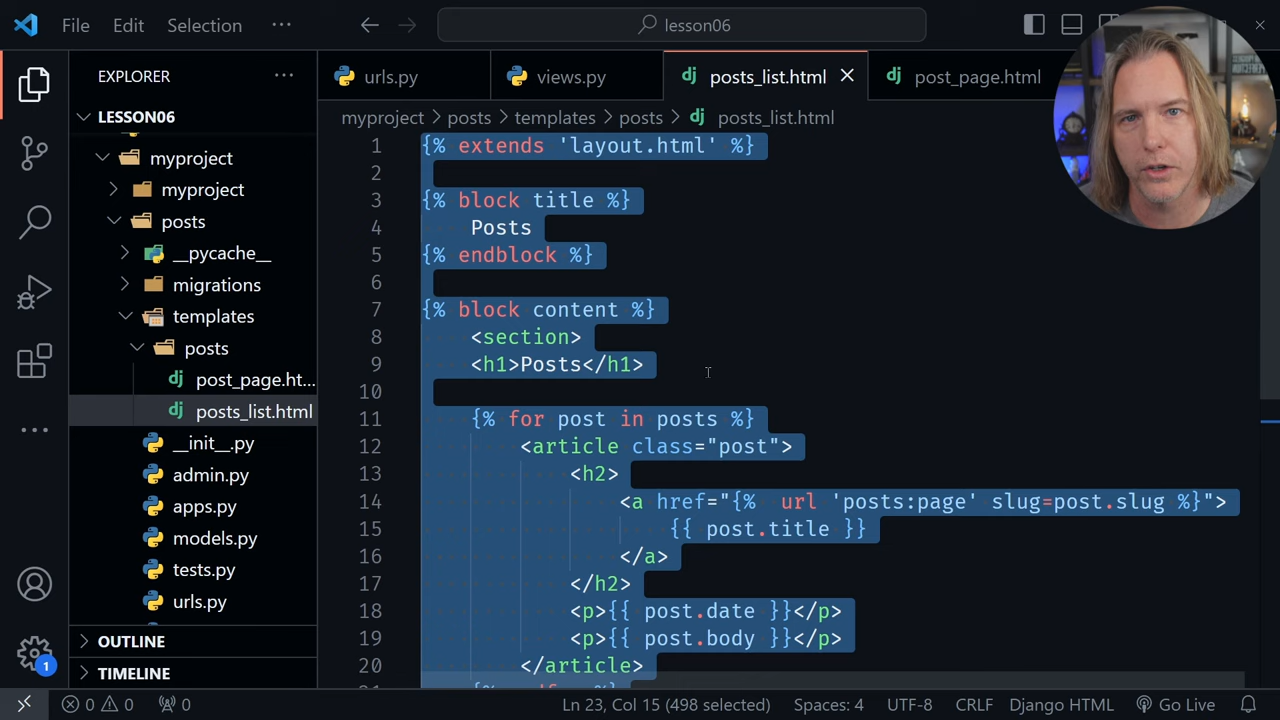 File Edit Selection ··· lesson06
EXPLORER ···
urls.py views.py posts_list.html post_page.html
LESSON06
myproject > posts > templates > posts > posts_list.html
myproject
myproject
posts
__pycache__
migrations
templates
posts
post_page.ht...
posts_list.html
__init__.py
admin.py
apps.py
models.py
tests.py
urls.py
OUTLINE
TIMELINE
1 {% extends 'layout.html' %}
2
3 {% block title %}
4 Posts
5 {% endblock %}
6
7 {% block content %}
8 <section>
9 <h1>Posts</h1>
10
11 {% for post in posts %}
12 <article class="post">
13 <h2>
14 <a href="{% url 'posts:page' slug=post.slug %}">
15 {{ post.title }}
16 </a>
17 </h2>
18 <p>{{ post.date }}</p>
19 <p>{{ post.body }}</p>
20 </article>
1
0 0 0 Ln 23, Col 15 (498 selected) Spaces: 4 UTF-8 CRLF Django HTML Go Live